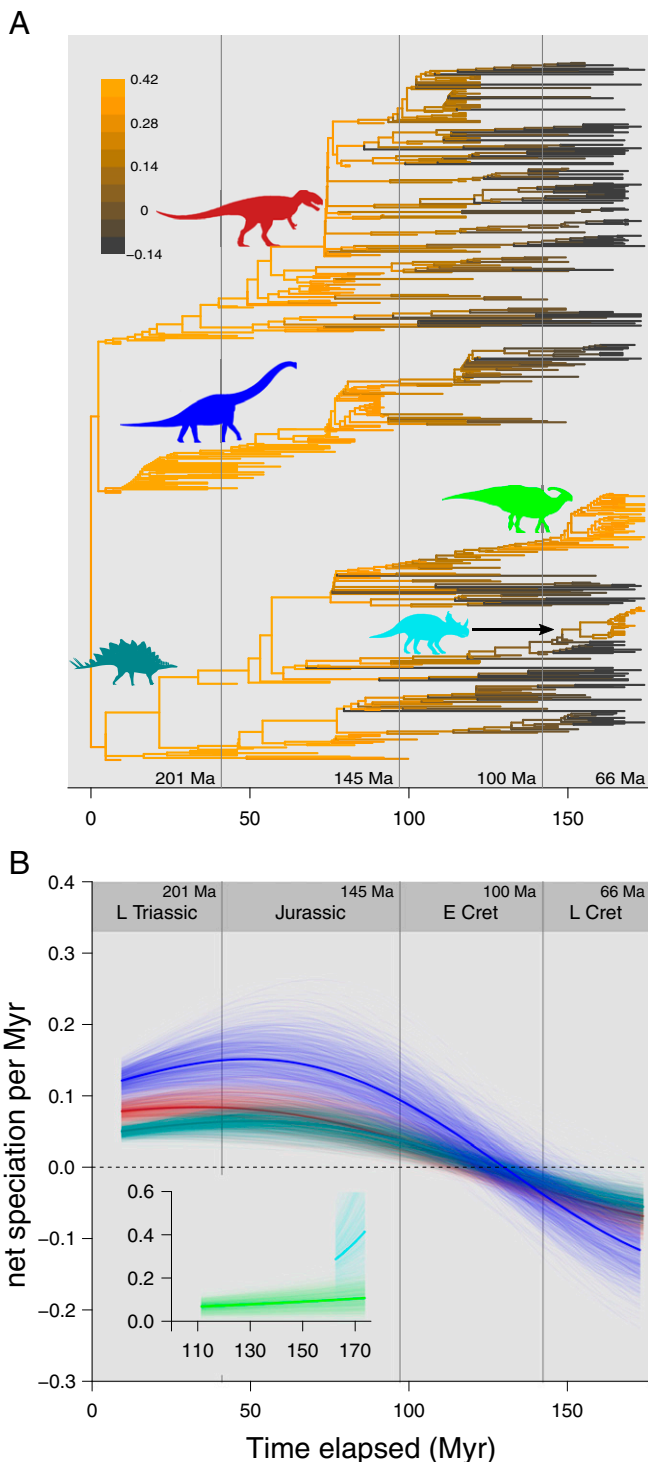 A
0.42
0.28
0.14
0
−0.14
201 Ma 145 Ma 100 Ma 66 Ma
0 50 100 150
B
0.4
0.3
0.2
0.1
0.0
−0.1
−0.2
−0.3
net speciation per Myr
201 Ma 145 Ma 100 Ma 66 Ma
L Triassic Jurassic E Cret L Cret
0.6
0.4
0.2
0.0
110 130 150 170
0 50 100 150
Time elapsed (Myr)